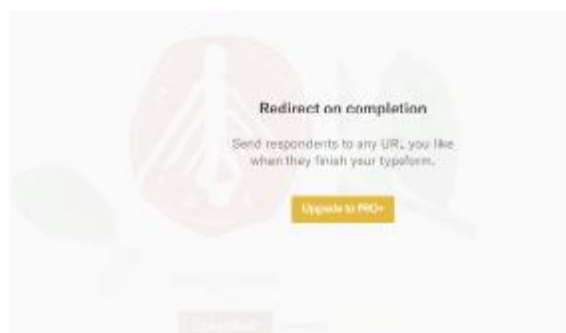 Redirect on completion
Send respondents to any URL you like
when they finish your typeform.
Upgrade to PRO+